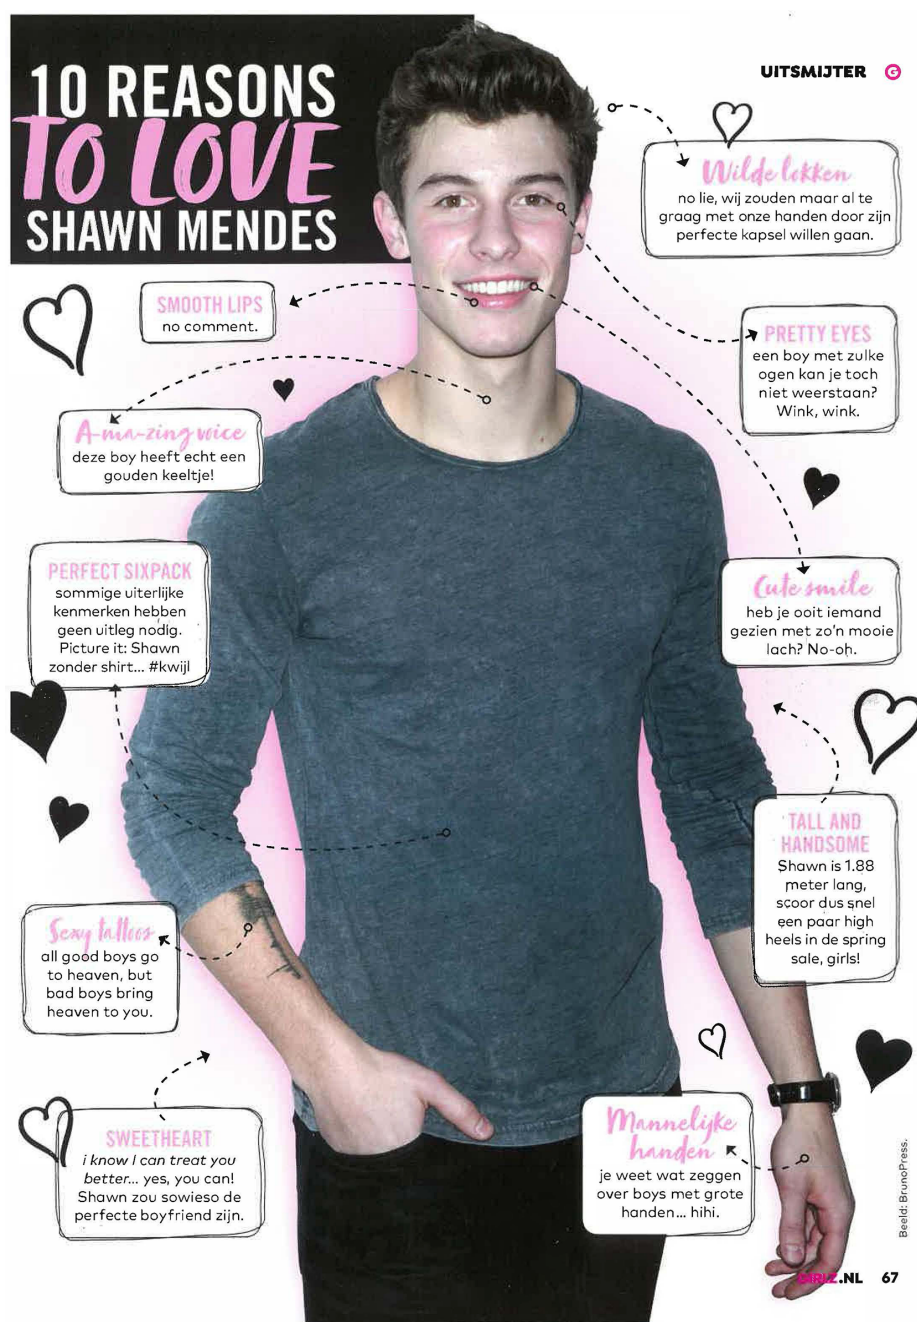 10 REASONS
TO LOVE
SHAWN MENDES
UITSMIJTER G
Wilde lokken
no lie, wij zouden maar al te
graag met onze handen door zijn
perfecte kapsel willen gaan.
SMOOTH LIPS
no comment.
PRETTY EYES
een boy met zulke
ogen kan je toch
niet weerstaan?
Wink, wink.
A-ma-zing voice
deze boy heeft echt een
gouden keeltje!
PERFECT SIXPACK
sommige uiterlijke
kenmerken hebben
geen uitleg nodig.
Picture it: Shawn
zonder shirt... #kwijl
Cute smile
heb je ooit iemand
gezien met zo'n mooie
lach? No-oh.
TALL AND
HANDSOME
Shawn is 1.88
meter lang,
scoor dus snel
een paar high
heels in de spring
sale, girls!
Sexy tattoos
all good boys go
to heaven, but
bad boys bring
heaven to you.
SWEETHEART
i know I can treat you
better... yes, you can!
Shawn zou sowieso de
perfecte boyfriend zijn.
Mannelijke
handen
je weet wat zeggen
over boys met grote
handen... hihi.
Beeld: BrunoPress.
GIRLZ.NL 67